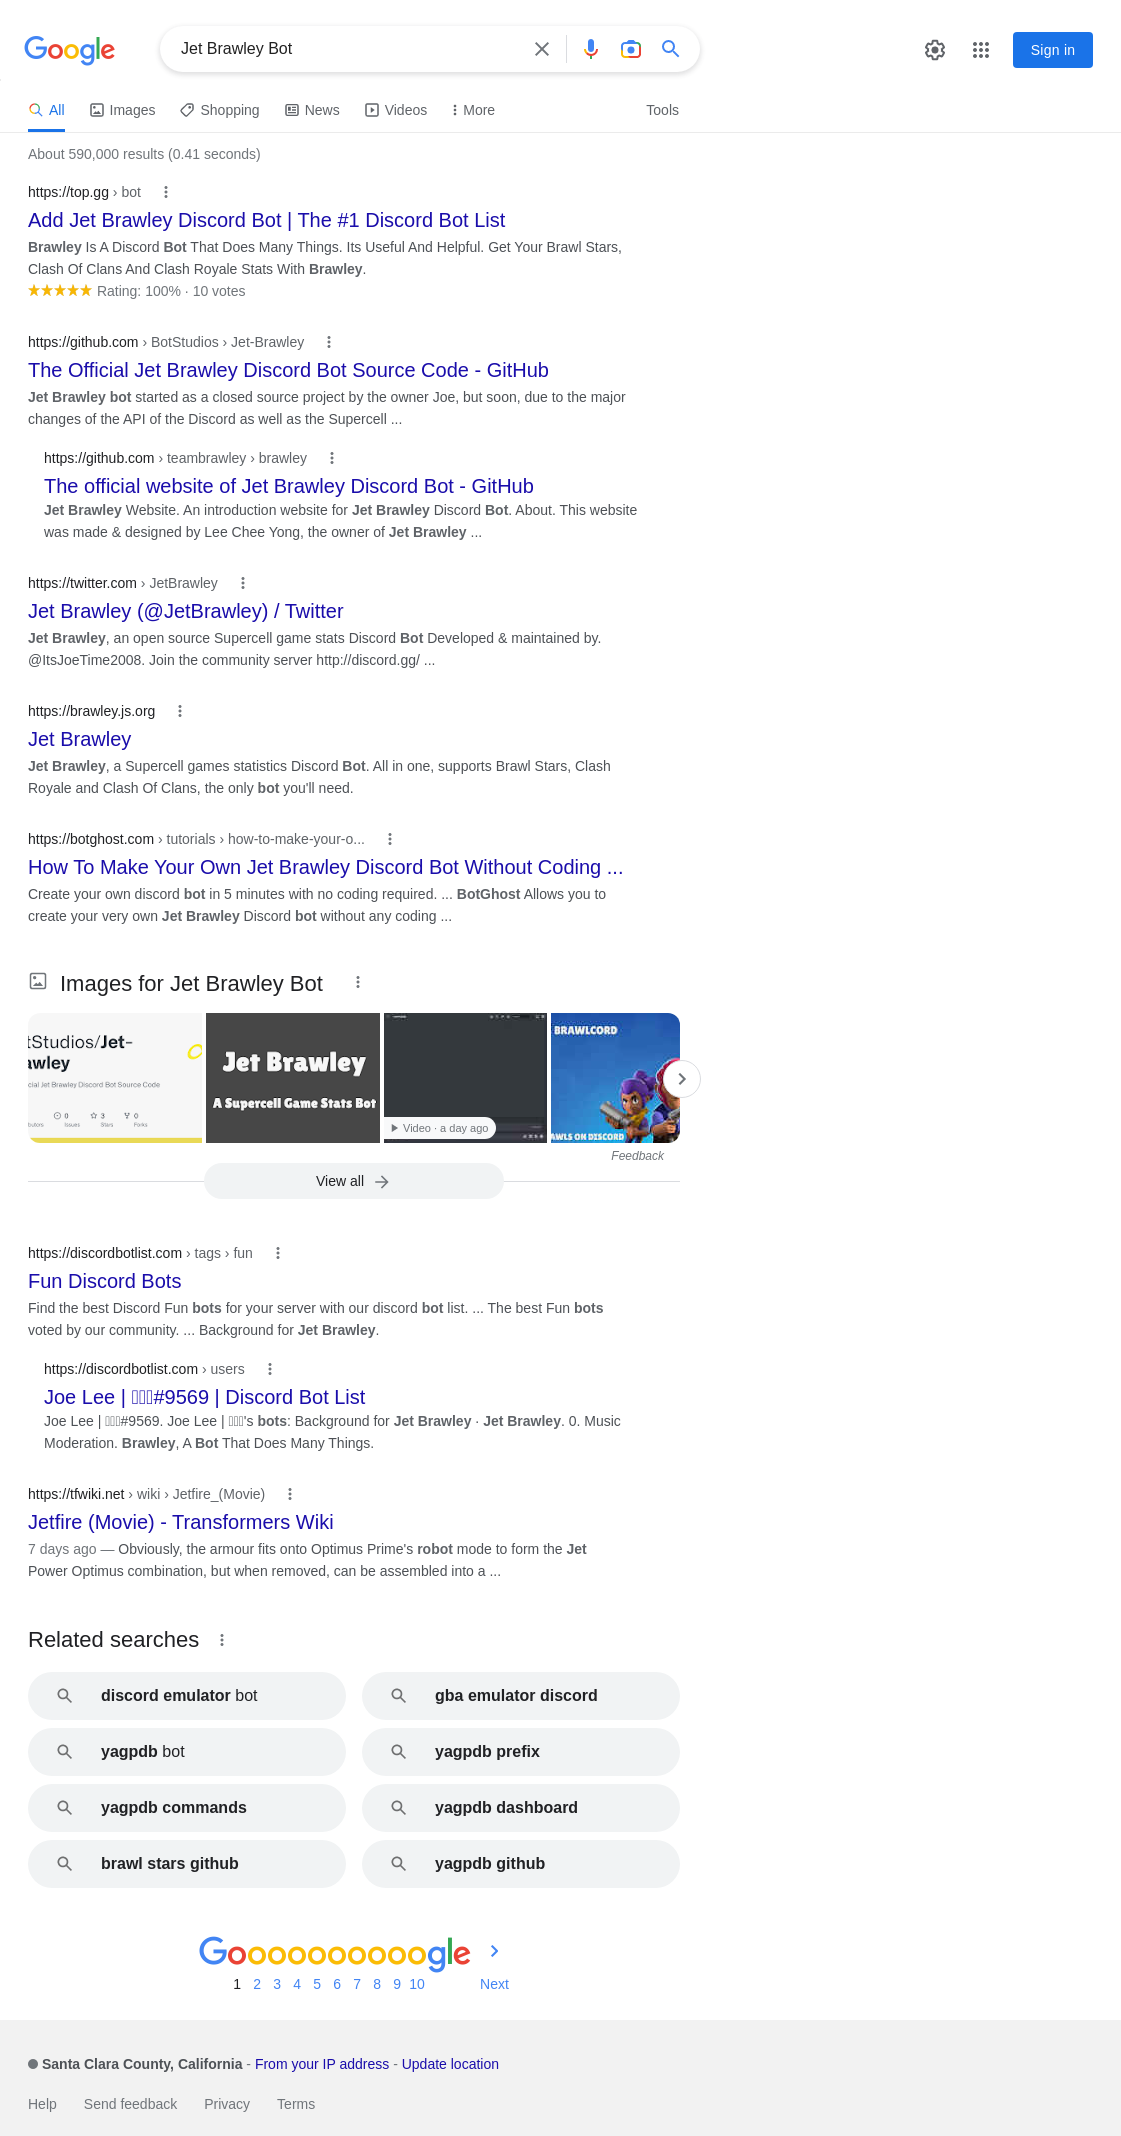 Google
Jet Brawley Bot
Sign in
All Images Shopping News Videos More Tools
About 590,000 results (0.41 seconds)
https://top.gg › bot
Add Jet Brawley Discord Bot | The #1 Discord Bot List
Brawley Is A Discord Bot That Does Many Things. Its Useful And Helpful. Get Your Brawl Stars,
Clash Of Clans And Clash Royale Stats With Brawley.
Rating: 100% · 10 votes
https://github.com › BotStudios › Jet-Brawley
The Official Jet Brawley Discord Bot Source Code - GitHub
Jet Brawley bot started as a closed source project by the owner Joe, but soon, due to the major
changes of the API of the Discord as well as the Supercell ...
https://github.com › teambrawley › brawley
The official website of Jet Brawley Discord Bot - GitHub
Jet Brawley Website. An introduction website for Jet Brawley Discord Bot. About. This website
was made & designed by Lee Chee Yong, the owner of Jet Brawley ...
https://twitter.com › JetBrawley
Jet Brawley (@JetBrawley) / Twitter
Jet Brawley, an open source Supercell game stats Discord Bot Developed & maintained by.
@ItsJoeTime2008. Join the community server http://discord.gg/ ...
https://brawley.js.org
Jet Brawley
Jet Brawley, a Supercell games statistics Discord Bot. All in one, supports Brawl Stars, Clash
Royale and Clash Of Clans, the only bot you'll need.
https://botghost.com › tutorials › how-to-make-your-o...
How To Make Your Own Jet Brawley Discord Bot Without Coding ...
Create your own discord bot in 5 minutes with no coding required. ... BotGhost Allows you to
create your very own Jet Brawley Discord bot without any coding ...
Images for Jet Brawley Bot
tStudios/Jet-
awley
cial Jet Brawley Discord Bot Source Code
0 3 0
Issues Stars Forks
Jet Brawley
A Supercell Game Stats Bot
Video · a day ago
BRAWLCORD
AWLS ON DISCORD
Feedback
View all
https://discordbotlist.com › tags › fun
Fun Discord Bots
Find the best Discord Fun bots for your server with our discord bot list. ... The best Fun bots
voted by our community. ... Background for Jet Brawley.
https://discordbotlist.com › users
Joe Lee | #9569 | Discord Bot List
Joe Lee | #9569. Joe Lee | 's bots: Background for Jet Brawley · Jet Brawley. 0. Music
Moderation. Brawley, A Bot That Does Many Things.
https://tfwiki.net › wiki › Jetfire_(Movie)
Jetfire (Movie) - Transformers Wiki
7 days ago — Obviously, the armour fits onto Optimus Prime's robot mode to form the Jet
Power Optimus combination, but when removed, can be assembled into a ...
Related searches
discord emulator bot
gba emulator discord
yagpdb bot
yagpdb prefix
yagpdb commands
yagpdb dashboard
brawl stars github
yagpdb github
Goooooooooogle
1 2 3 4 5 6 7 8 9 10 Next
Santa Clara County, California - From your IP address - Update location
Help Send feedback Privacy Terms